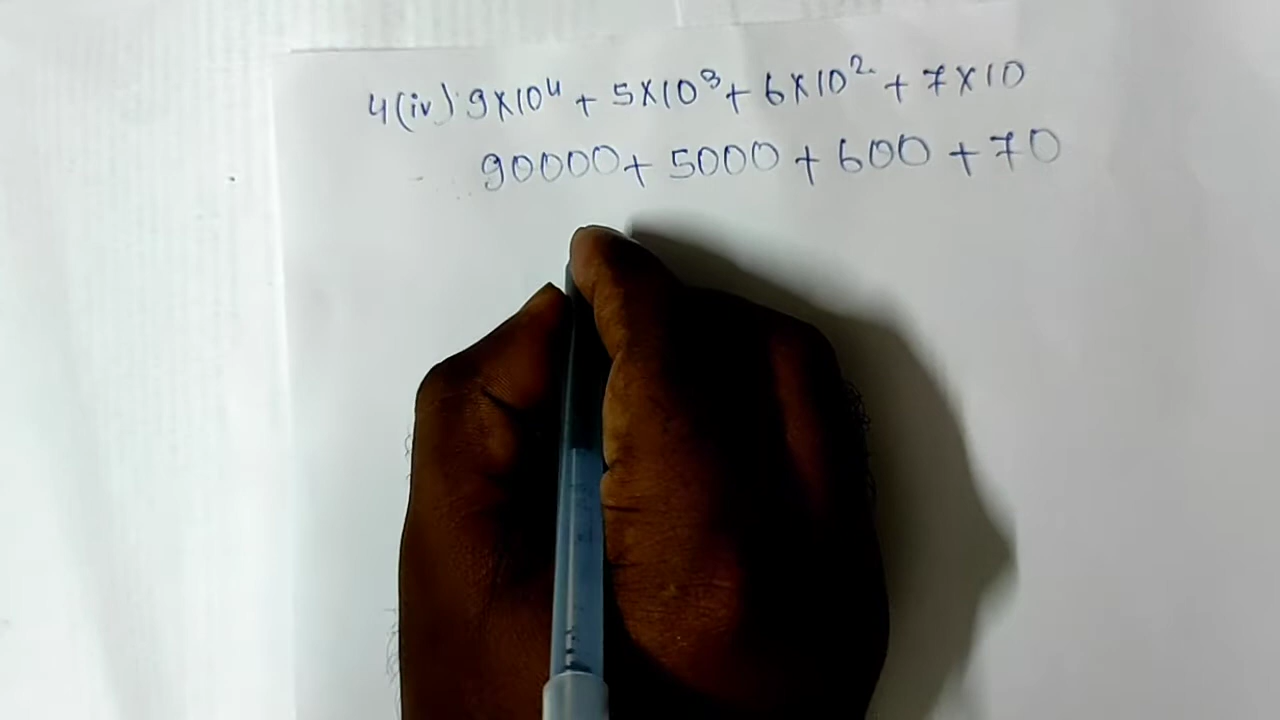 4(iv) 9×10⁴ + 5×10³ + 6×10² + 7×10
90000 + 5000 + 600 + 70